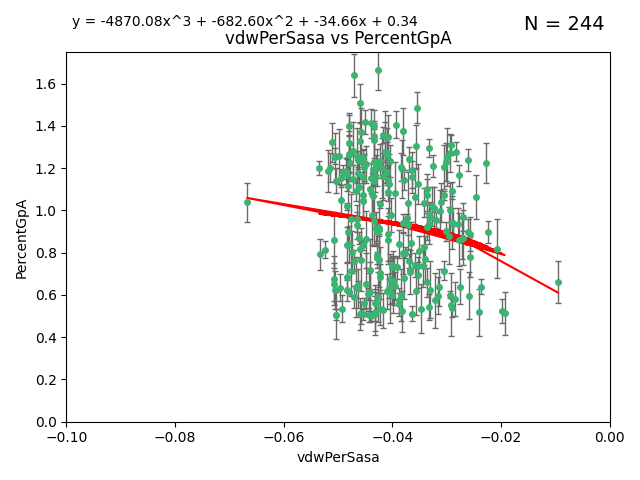 y = -4870.08x^3 + -682.60x^2 + -34.66x + 0.34
N = 244
vdwPerSasa vs PercentGpA
PercentGpA
1.6
1.4
1.2
1.0
0.8
0.6
0.4
0.2
0.0
−0.10 −0.08 −0.06 −0.04 −0.02 0.00
vdwPerSasa